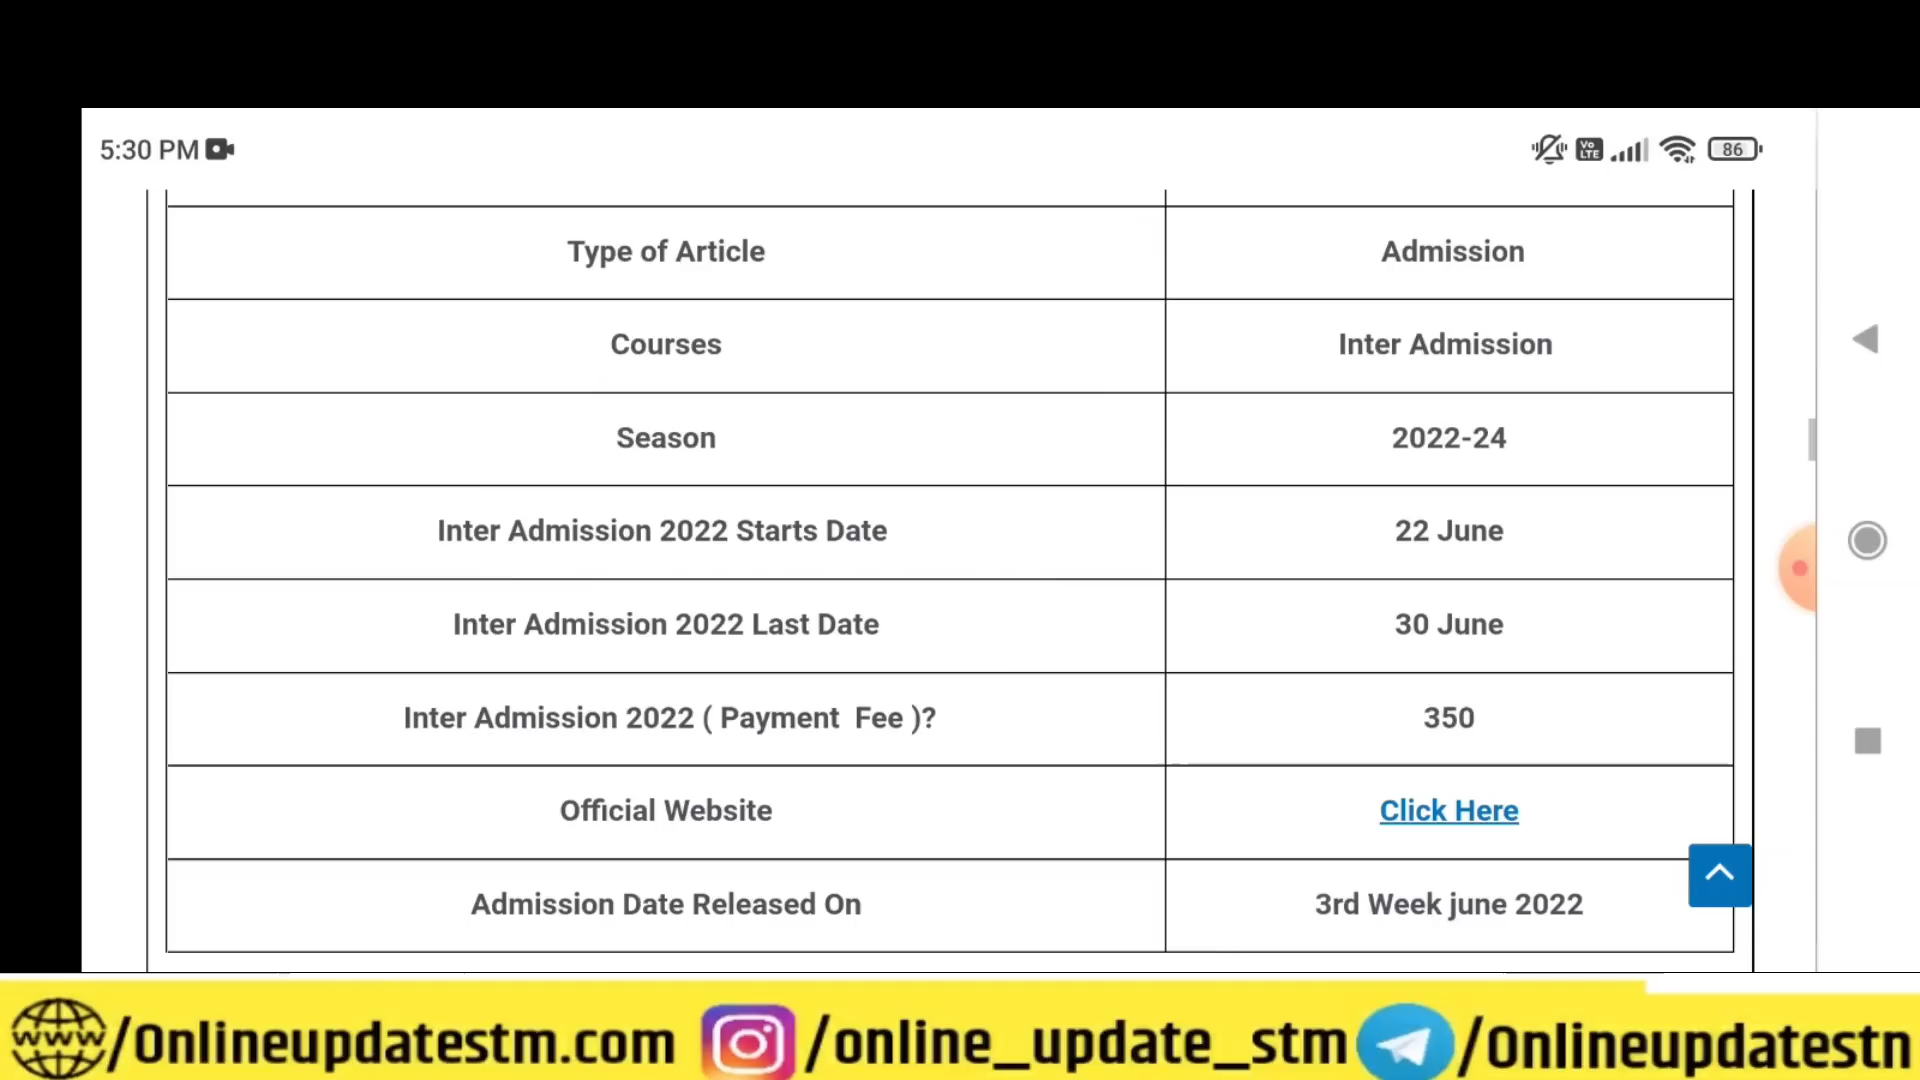 5:30 PM Vo LTE 86
Type of Article Admission
Courses Inter Admission
Season 2022-24
Inter Admission 2022 Starts Date 22 June
Inter Admission 2022 Last Date 30 June
Inter Admission 2022 ( Payment Fee )? 350
Official Website Click Here
Admission Date Released On 3rd Week june 2022
www /Onlineupdatestm.com /online_update_stm /Onlineupdatestn